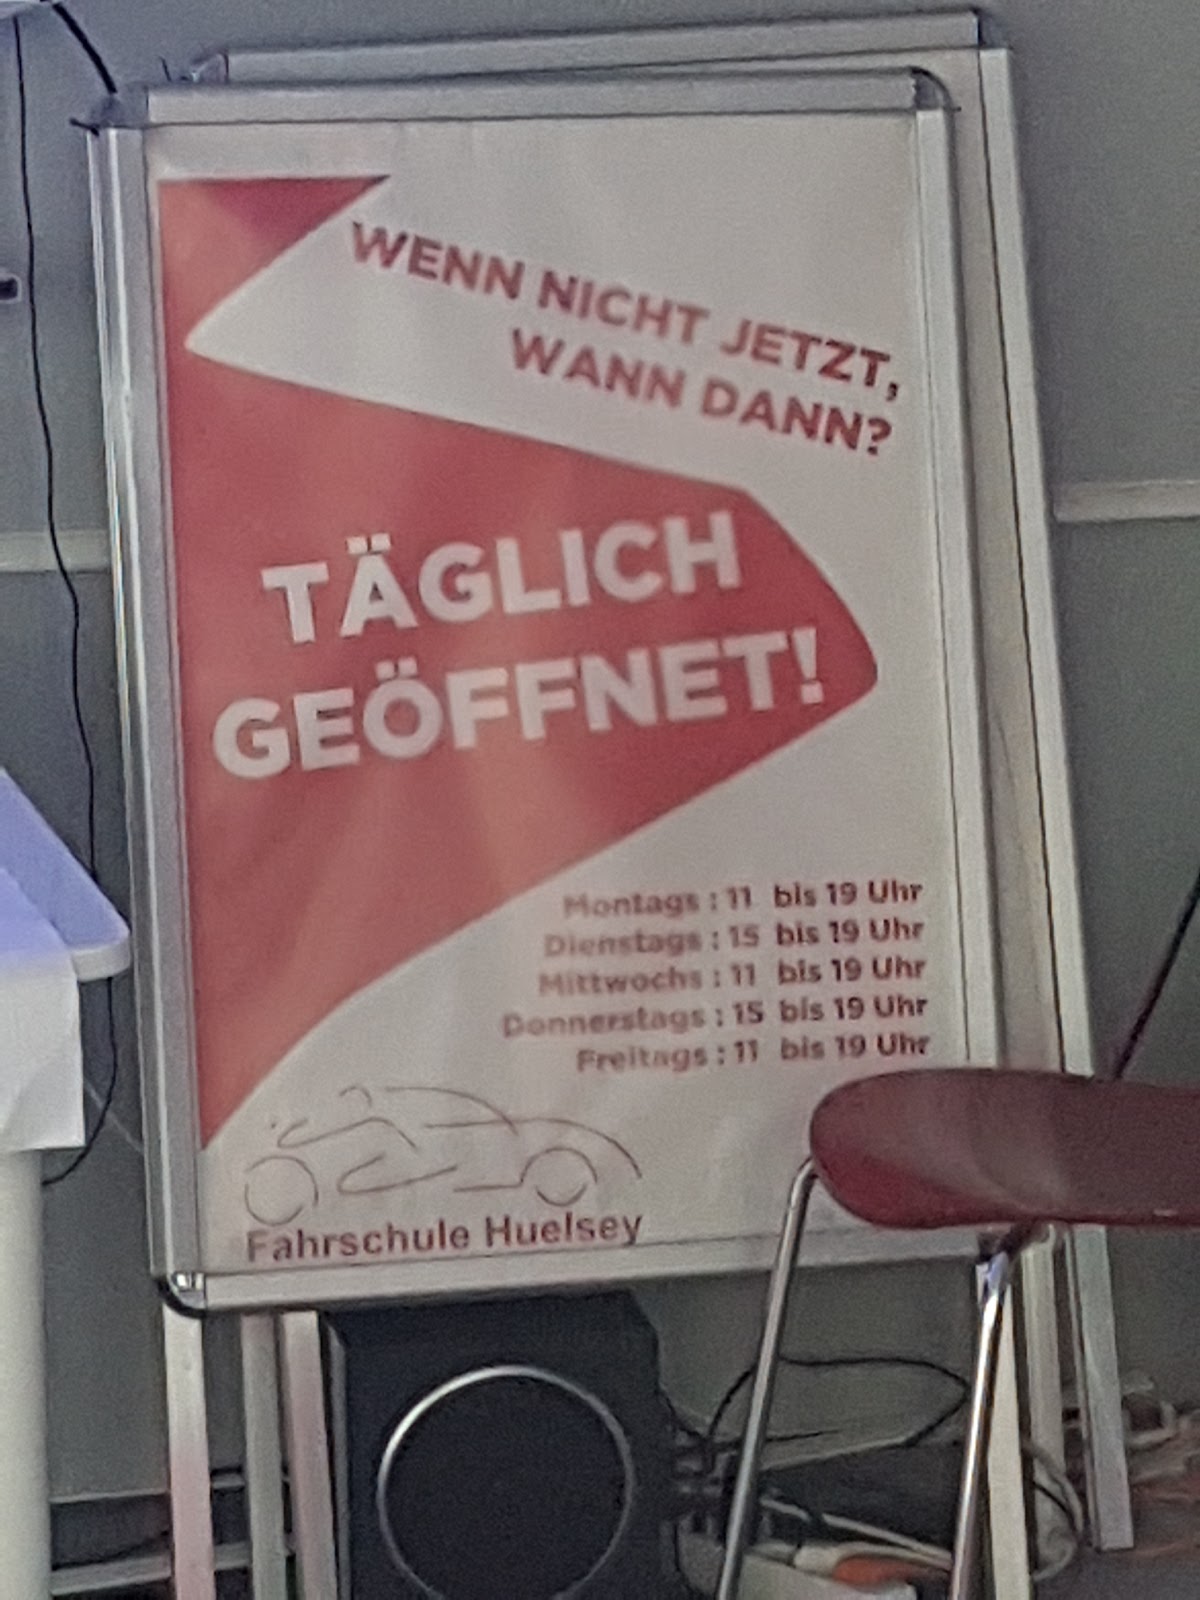 WENN NICHT JETZT,
WANN DANN?
TÄGLICH
GEÖFFNET!
Montags : 11 bis 19 Uhr
Dienstags : 15 bis 19 Uhr
Mittwochs : 11 bis 19 Uhr
Donnerstags : 15 bis 19 Uhr
Freitags : 11 bis 19 Uhr
Fahrschule Huelsey